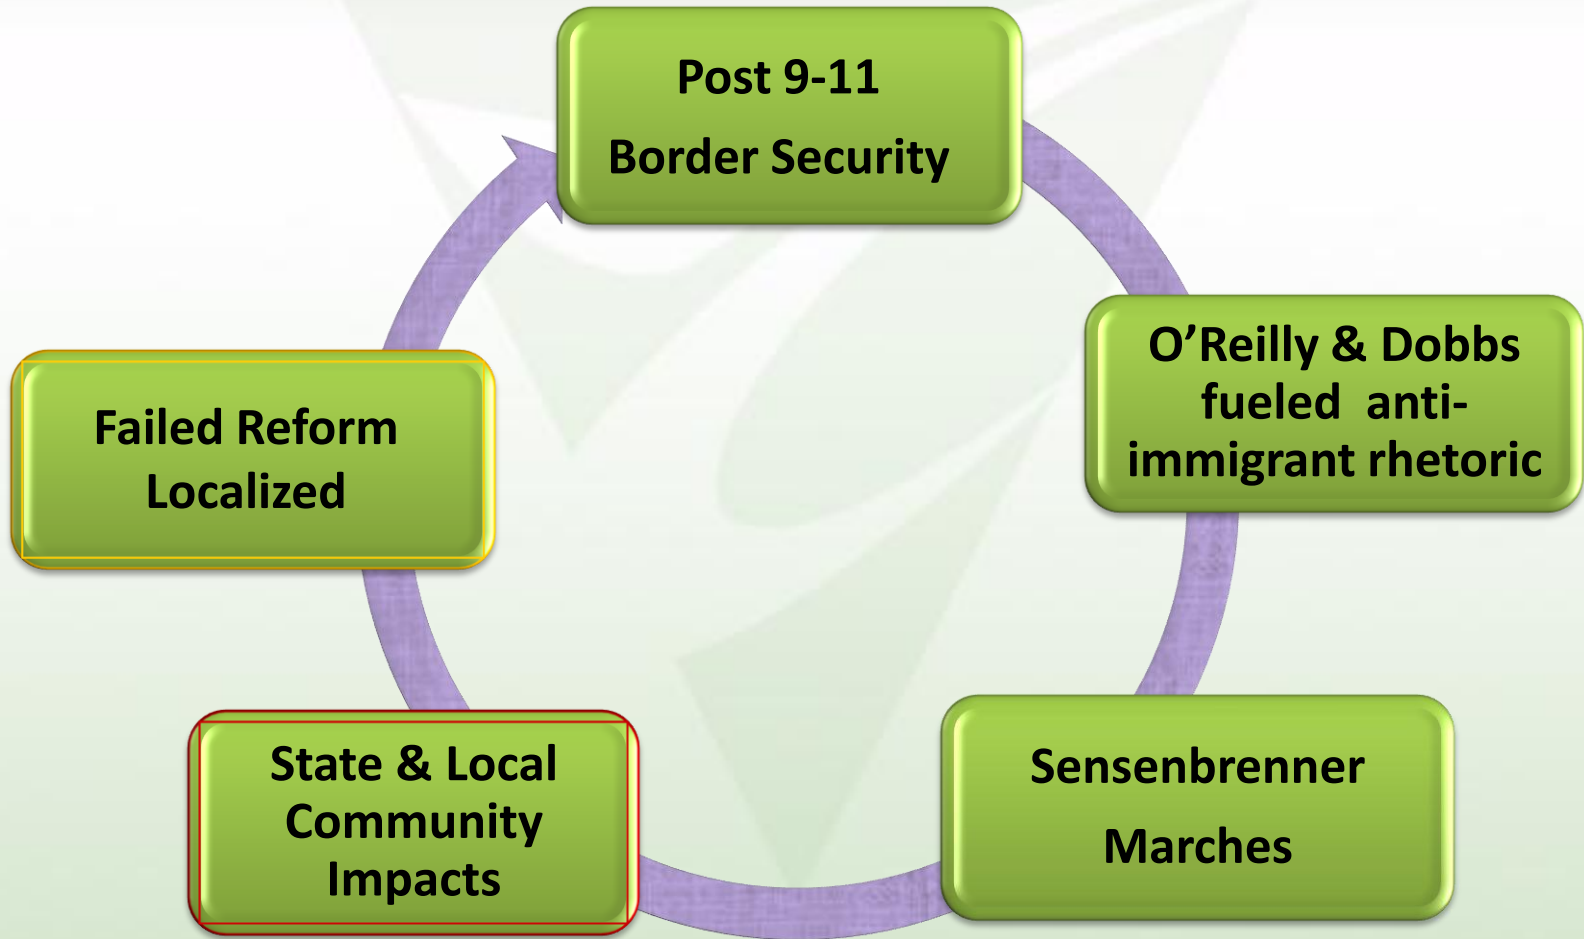 Post 9-11
Border Security
O’Reilly & Dobbs
fueled  anti-
immigrant rhetoric
Sensenbrenner
Marches
State & Local
Community
Impacts
Failed Reform
Localized